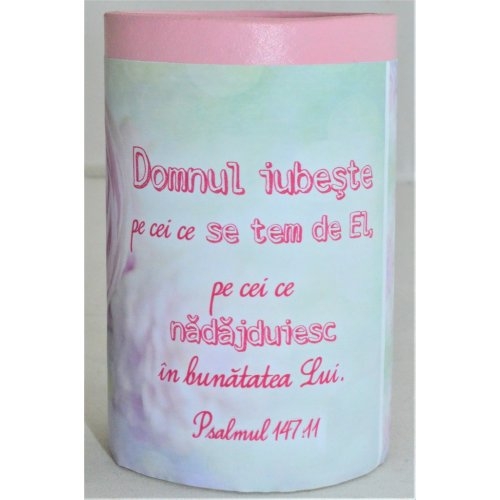 Domnul iubeşte
pe cei ce se tem de El,
pe cei ce
nădăjduiesc
în bunătatea Lui.
Psalmul 147:11